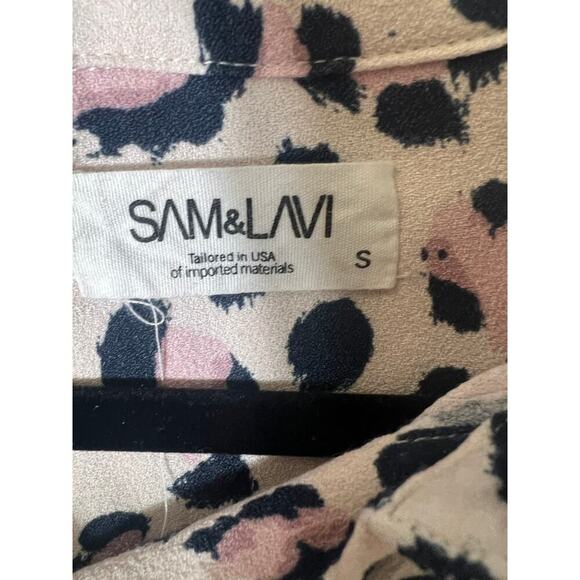 SAM&LAVI
Tailored in USA
of imported materials
S